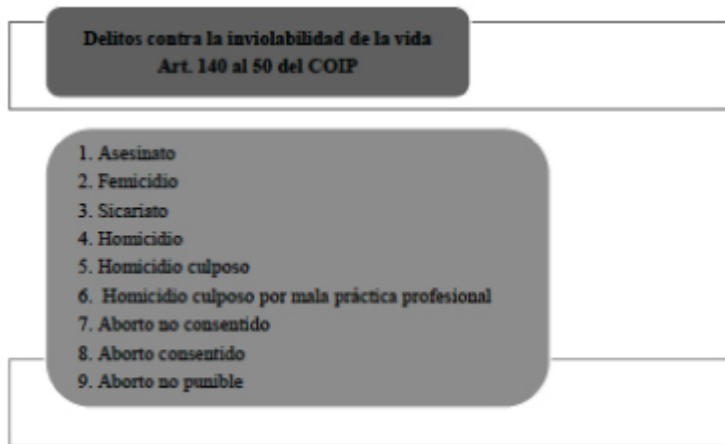 Delitos contra la inviolabilidad de la vida
Art. 140 al 50 del COIP
1. Asesinato
2. Femicidio
3. Sicariato
4. Homicidio
5. Homicidio culposo
6. Homicidio culposo por mala práctica profesional
7. Aborto no consentido
8. Aborto consentido
9. Aborto no punible